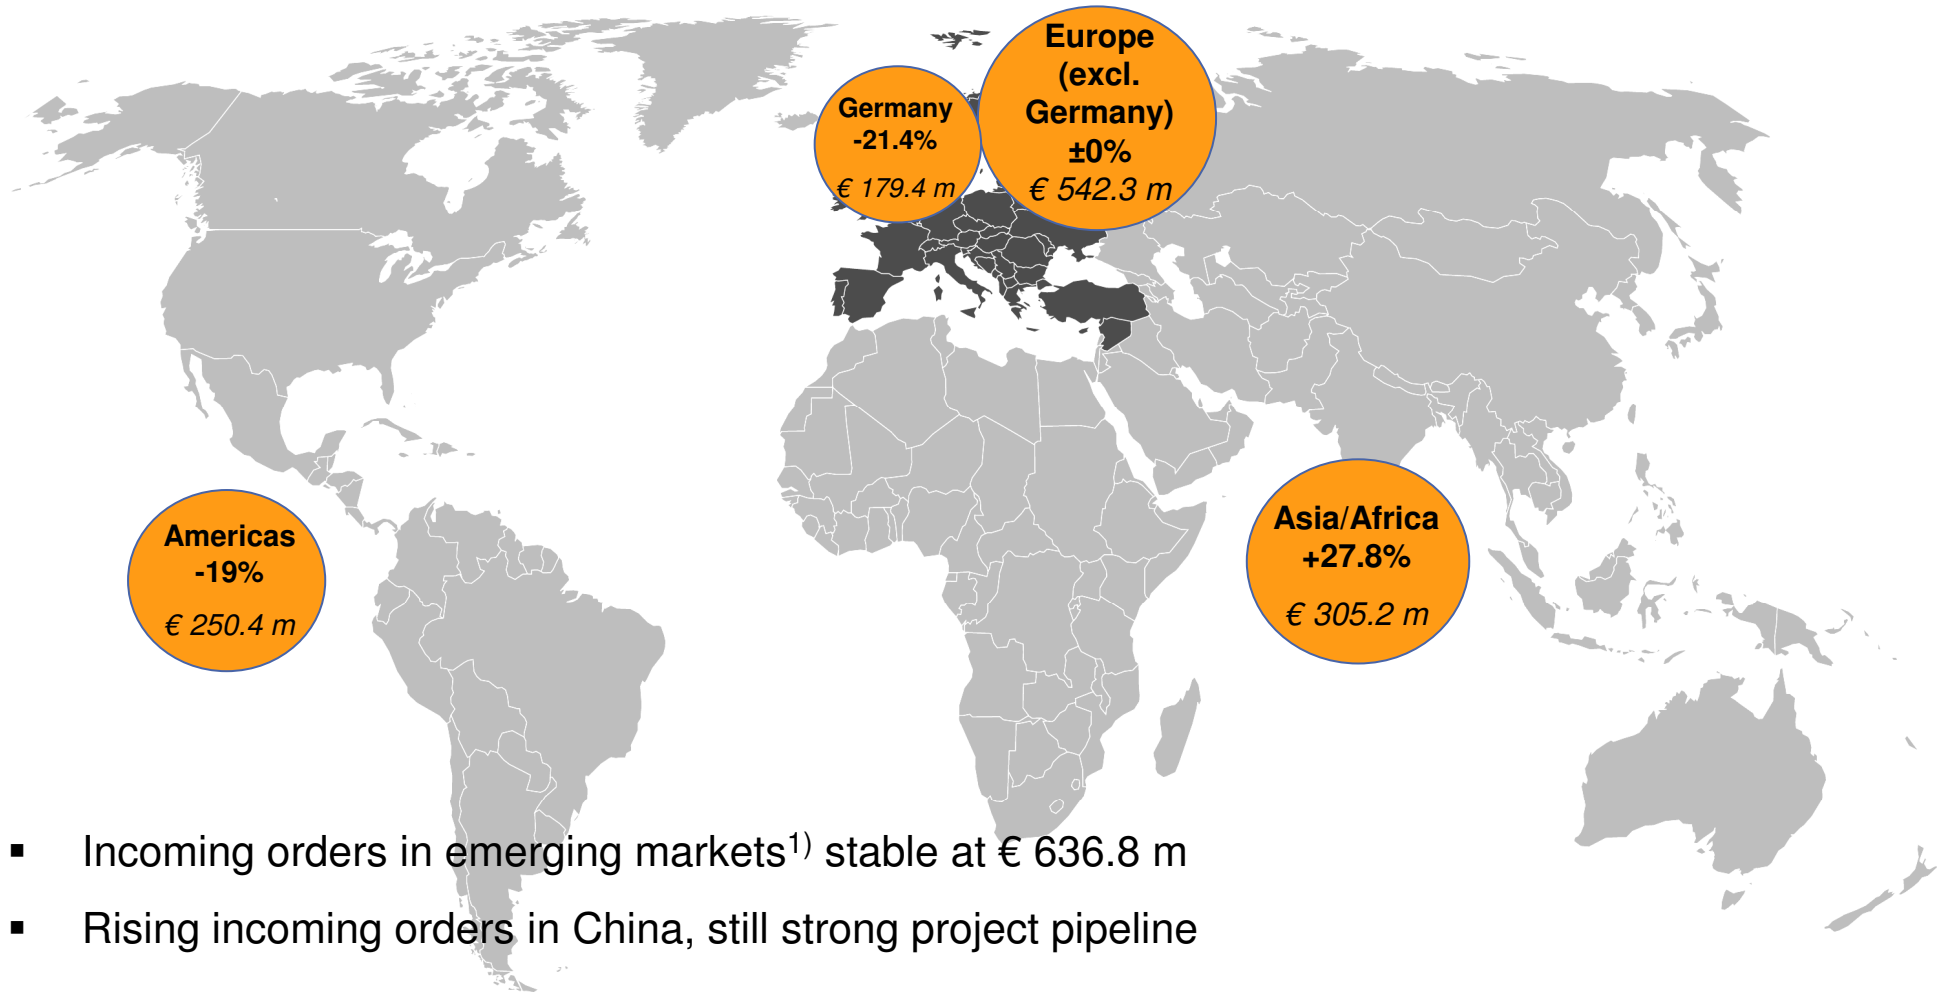 Germany
-21.4%
€ 179.4 m
Europe
(excl.
Germany)
±0%
€ 542.3 m
Americas
-19%
€ 250.4 m
Asia/Africa
+27.8%
€ 305.2 m
▪ Incoming orders in emerging markets1) stable at € 636.8 m
▪ Rising incoming orders in China, still strong project pipeline